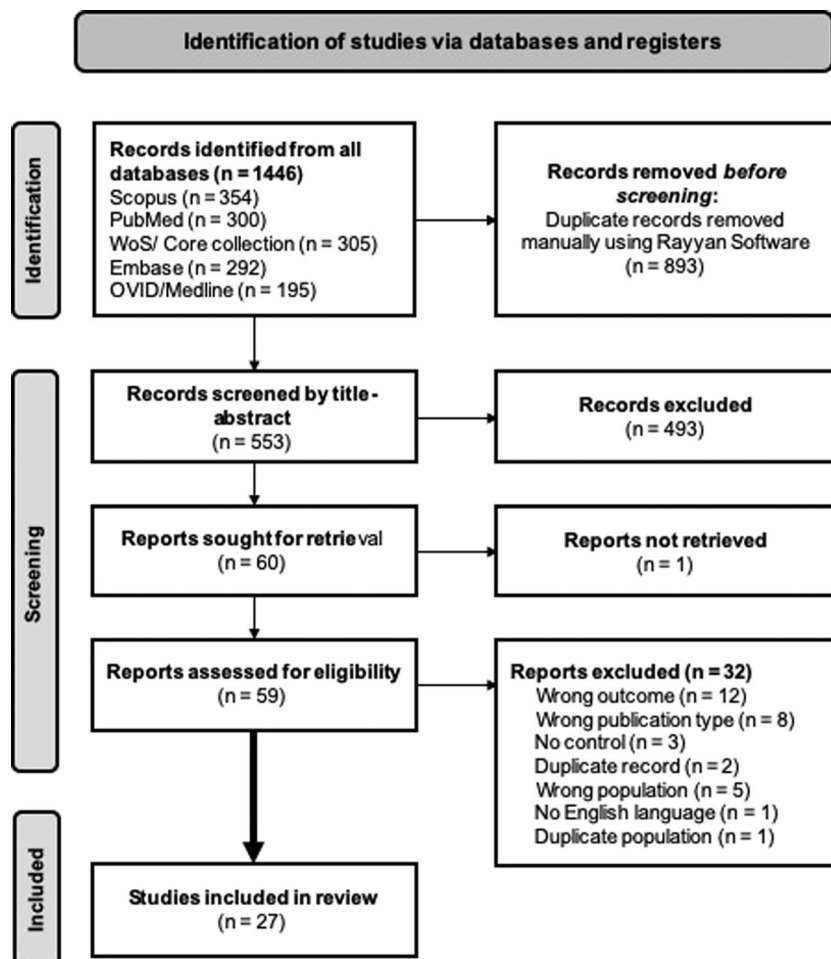 Identification of studies via databases and registers
Identification
Records identified from all
databases (n = 1446)
Scopus (n = 354)
PubMed (n = 300)
WoS/ Core collection (n = 305)
Embase (n = 292)
OVID/Medline (n = 195)
Records removed before
screening:
Duplicate records removed
manually using Rayyan Software
(n = 893)
Screening
Records screened by title-
abstract
(n = 553)
Records excluded
(n = 493)
Reports sought for retrieval
(n = 60)
Reports not retrieved
(n = 1)
Reports assessed for eligibility
(n = 59)
Reports excluded (n = 32)
Wrong outcome (n = 12)
Wrong publication type (n = 8)
No control (n = 3)
Duplicate record (n = 2)
Wrong population (n = 5)
No English language (n = 1)
Duplicate population (n = 1)
Included
Studies included in review
(n = 27)